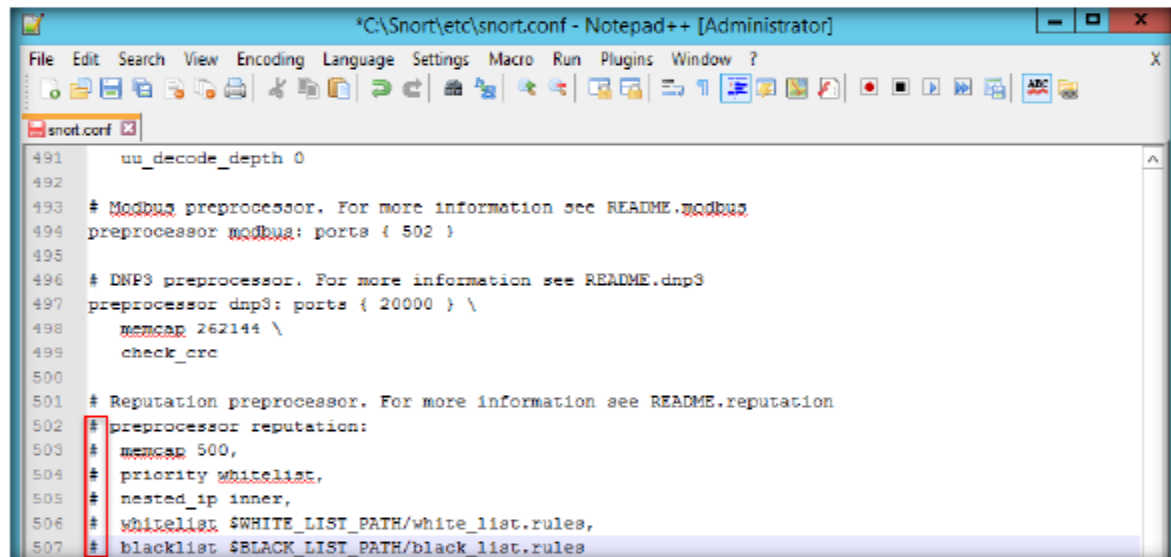 *C:\Snort\etc\snort.conf - Notepad++ [Administrator]
File Edit Search View Encoding Language Settings Macro Run Plugins Window ? X
ABC
snort.conf
491 uu_decode_depth 0
492
493 # Modbus preprocessor. For more information see README.modbus
494 preprocessor modbus: ports { 502 }
495
496 # DNP3 preprocessor. For more information see README.dnp3
497 preprocessor dnp3: ports { 20000 } \
498 memcap 262144 \
499 check_crc
500
501 # Reputation preprocessor. For more information see README.reputation
502 # preprocessor reputation:
503 # memcap 500,
504 # priority whitelist,
505 # nested_ip inner,
506 # whitelist $WHITE_LIST_PATH/white_list.rules,
507 # blacklist $BLACK_LIST_PATH/black_list.rules